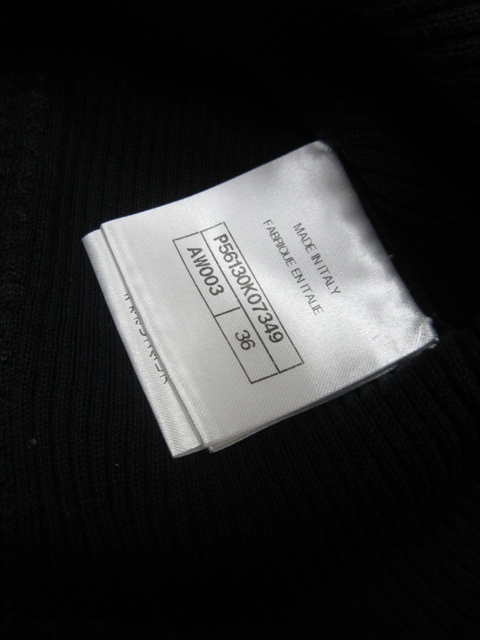 MADE IN ITALY
FABRIQUE EN ITALIE
P56130K07349
AW003 36